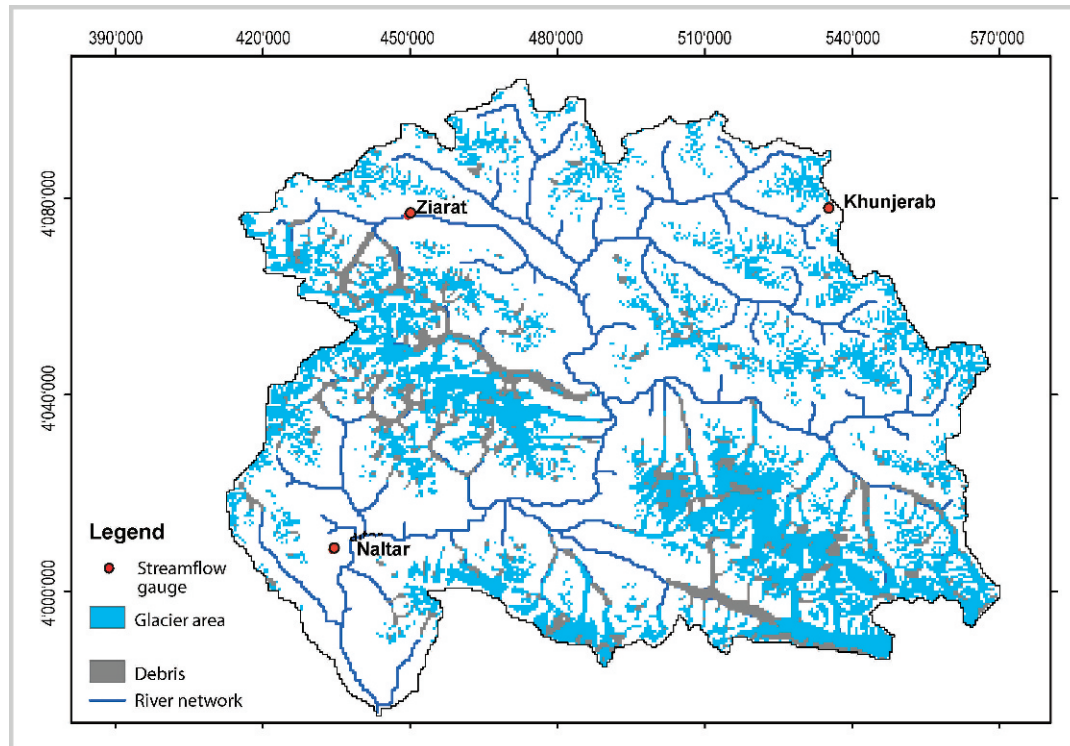 390'000 420'000 450'000 480'000 510'000 540'000 570'000
4'080'000
4'040'000
4'000'000
Ziarat
Khunjerab
Naltar
Legend
Streamflow
gauge
Glacier area
Debris
River network